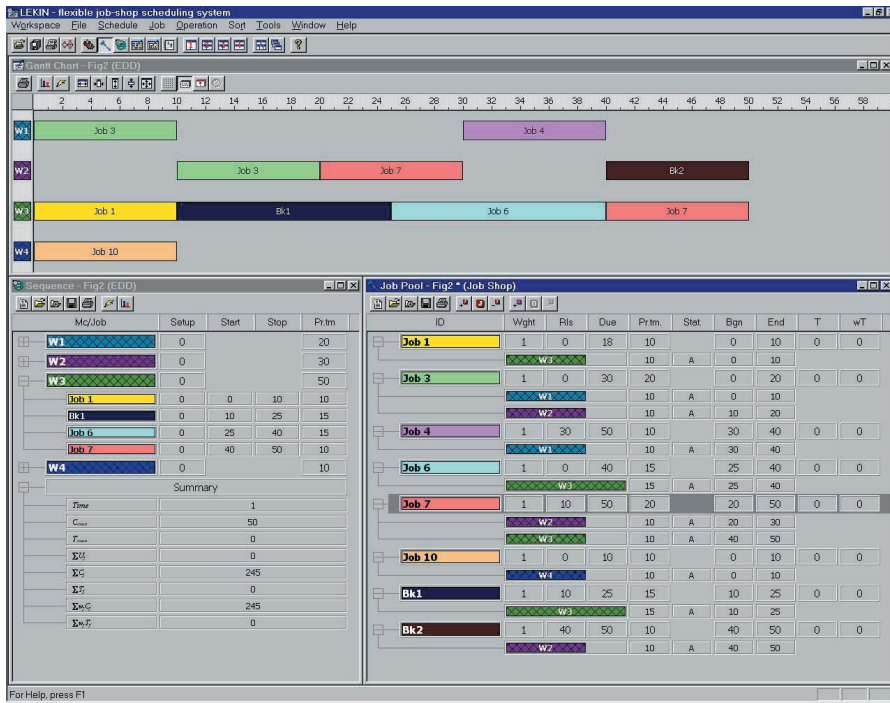 LEKIN - flexible job-shop scheduling system
Workspace File Schedule Job Operation Sort Tools Window Help
Gantt Chart - Fig2 (EDD)
2 4 6 8 10 12 14 16 18 20 22 24 26 28 30 32 34 36 38 40 42 44 46 48 50 52 54 56 58
W1 Job 3 Job 4
W2 Job 3 Job 7 Bk2
W3 Job 1 Bk1 Job 6 Job 7
W4 Job 10
Sequence - Fig2 (EDD)
Mc/Job Setup Start Stop Pr.tm
W1 0 20
W2 0 30
W3 0 50
Job 1 0 0 10 10
Bk1 0 10 25 15
Job 6 0 25 40 15
Job 7 0 40 50 10
W4 0 10
Summary
Time 1
Cmax 50
Tmax 0
ΣUj 0
ΣCj 245
ΣTj 0
ΣwjCj 245
ΣwjTj 0
Job Pool - Fig2 * (Job Shop)
ID Wght Rls Due Pr.tm. Stat. Bgn End T wT
Job 1 1 0 18 10 0 10 0 0
W3 10 A 0 10
Job 3 1 0 30 20 0 20 0 0
W1 10 A 0 10
W2 10 A 10 20
Job 4 1 30 50 10 30 40 0 0
W1 10 A 30 40
Job 6 1 0 40 15 25 40 0 0
W3 15 A 25 40
Job 7 1 10 50 20 20 50 0 0
W2 10 A 20 30
W3 10 A 40 50
Job 10 1 0 10 10 0 10 0 0
W4 10 A 0 10
Bk1 1 10 25 15 10 25 0 0
W3 15 A 10 25
Bk2 1 40 50 10 40 50 0 0
W2 10 A 40 50
For Help, press F1